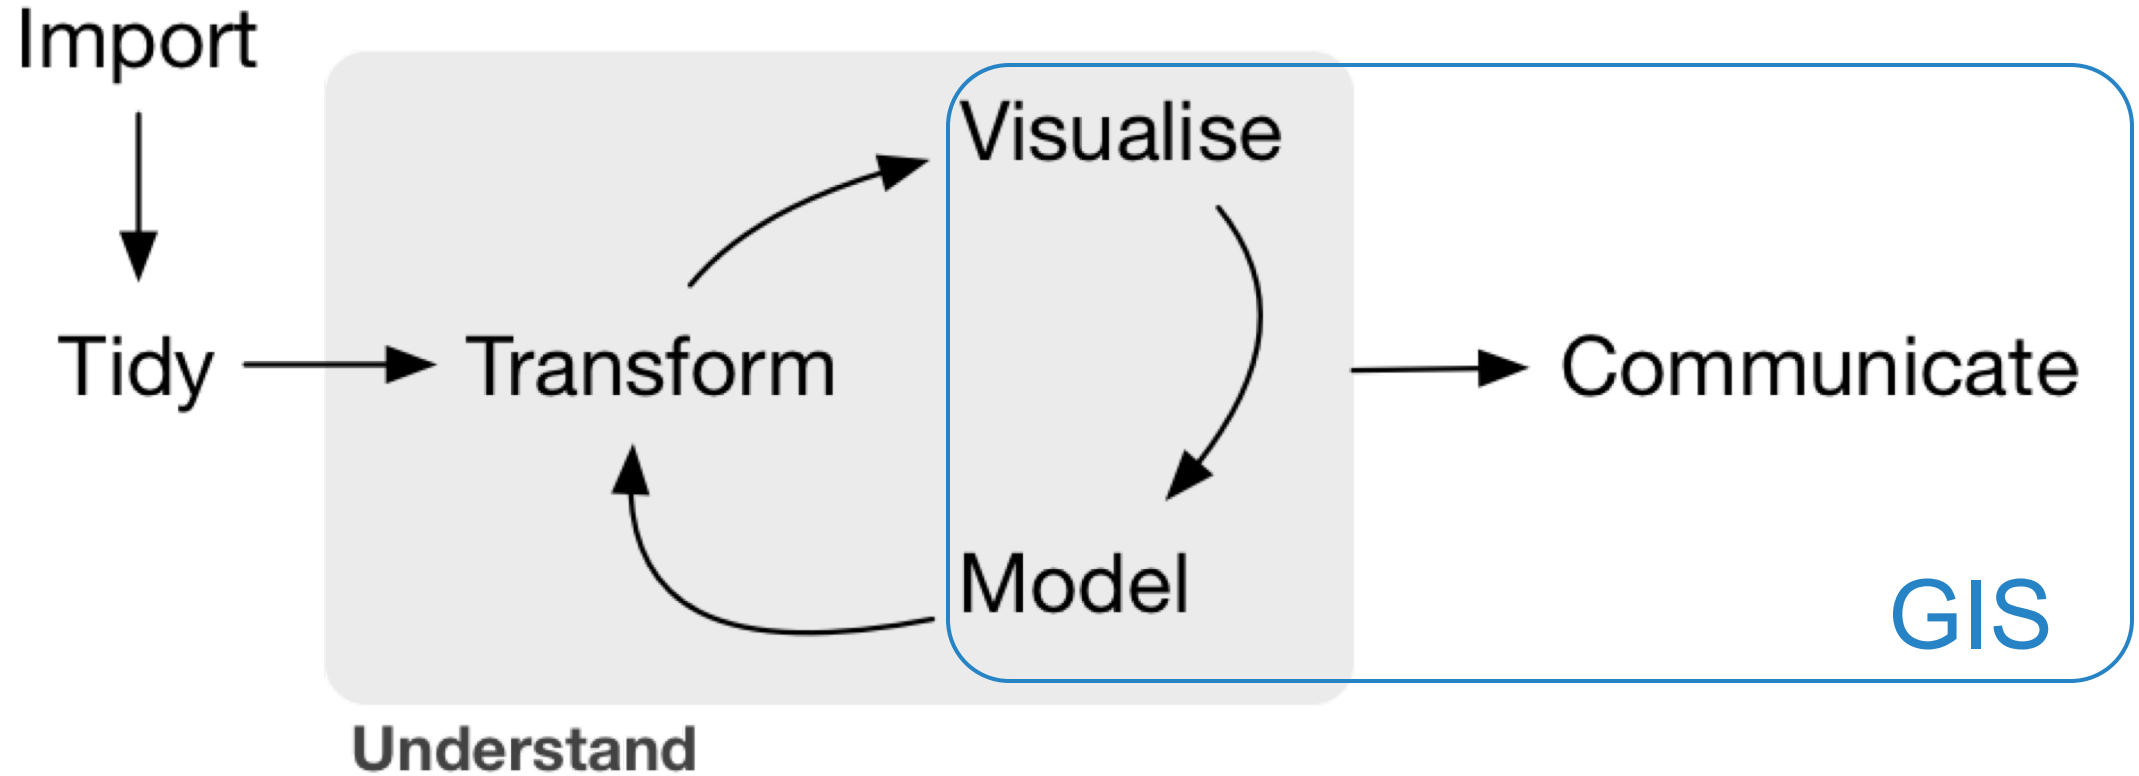 Import
Visualise
Tidy
Transform
Communicate
Model
GIS
Understand